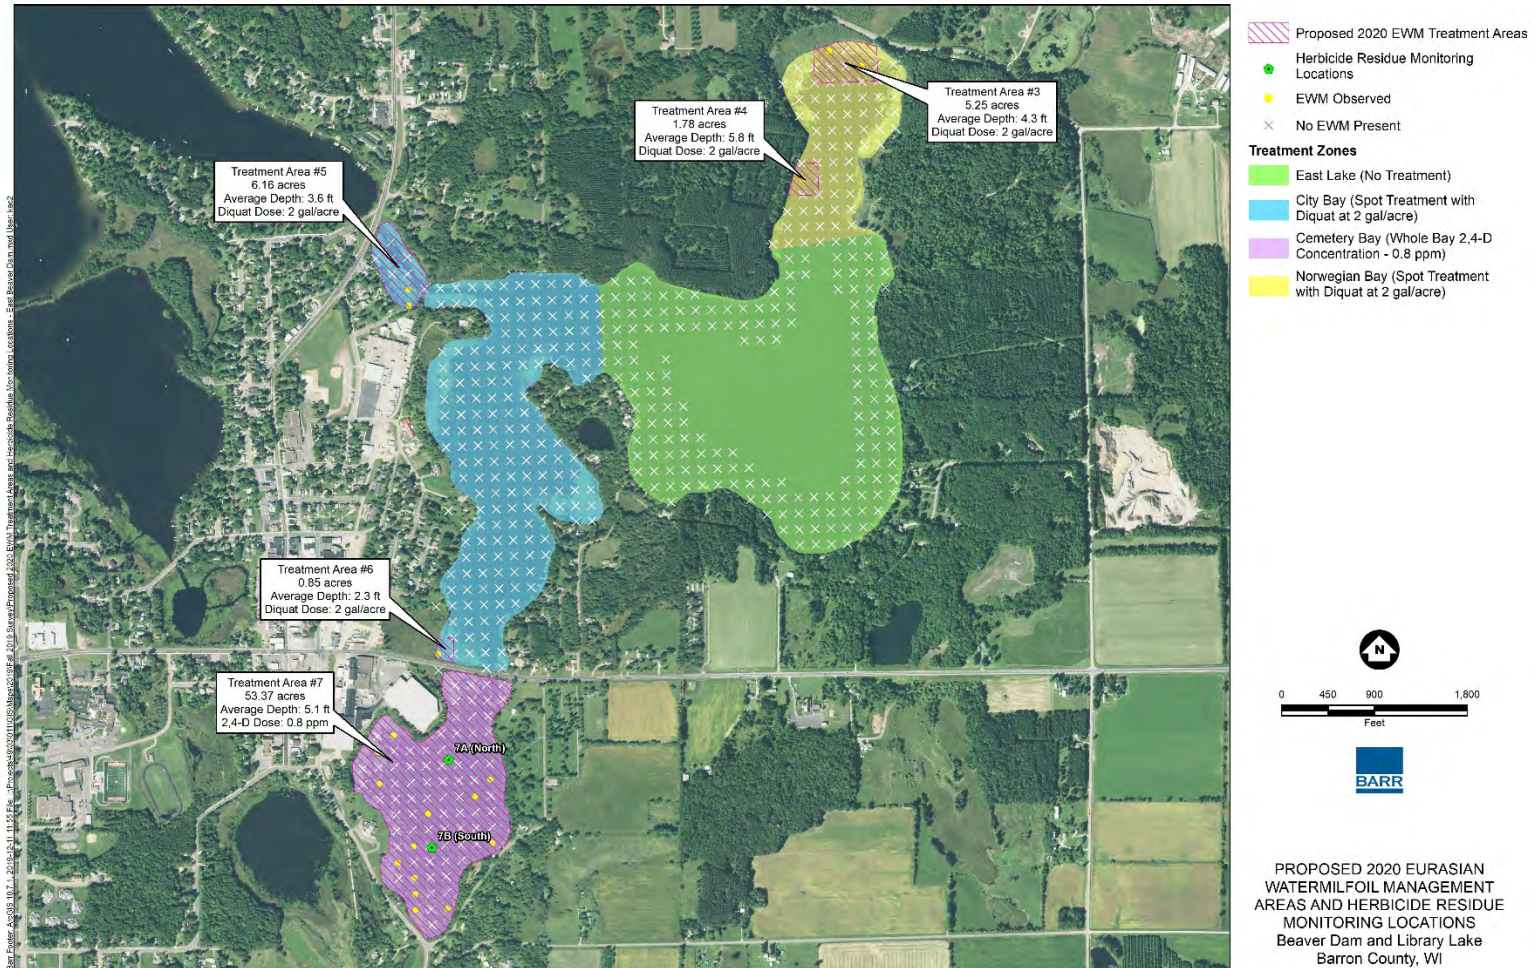 Treatment Area #3
5.25 acres
Average Depth: 4.3 ft
Diquat Dose: 2 gal/acre
Treatment Area #4
1.78 acres
Average Depth: 5.8 ft
Diquat Dose: 2 gal/acre
Treatment Area #5
6.16 acres
Average Depth: 3.6 ft
Diquat Dose: 2 gal/acre
Treatment Area #6
0.85 acres
Average Depth: 2.3 ft
Diquat Dose: 2 gal/acre
Treatment Area #7
53.37 acres
Average Depth: 5.1 ft
2,4-D Dose: 0.8 ppm
7A (North)
7B (South)
Proposed 2020 EWM Treatment Areas
Herbicide Residue Monitoring
Locations
EWM Observed
No EWM Present
Treatment Zones
East Lake (No Treatment)
City Bay (Spot Treatment with
Diquat at 2 gal/acre)
Cemetery Bay (Whole Bay 2,4-D
Concentration - 0.8 ppm)
Norwegian Bay (Spot Treatment
with Diquat at 2 gal/acre)
N
0 450 900 1,800
Feet
BARR
PROPOSED 2020 EURASIAN
WATERMILFOIL MANAGEMENT
AREAS AND HERBICIDE RESIDUE
MONITORING LOCATIONS
Beaver Dam and Library Lake
Barron County, WI